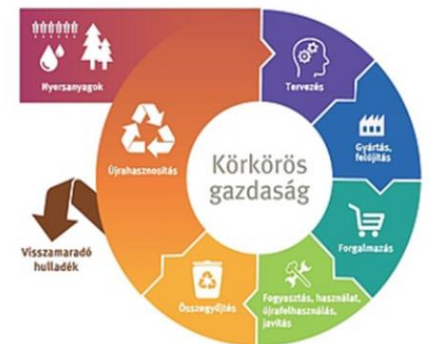 Nyersanyagok
Tervezés
Gyártás,
felújítás
Forgalmazás
Fogyasztás, használat,
újrafelhasználás,
javítás
Összegyűjtés
Újrahasznosítás
Visszamaradó
hulladék
Körkörös
gazdaság